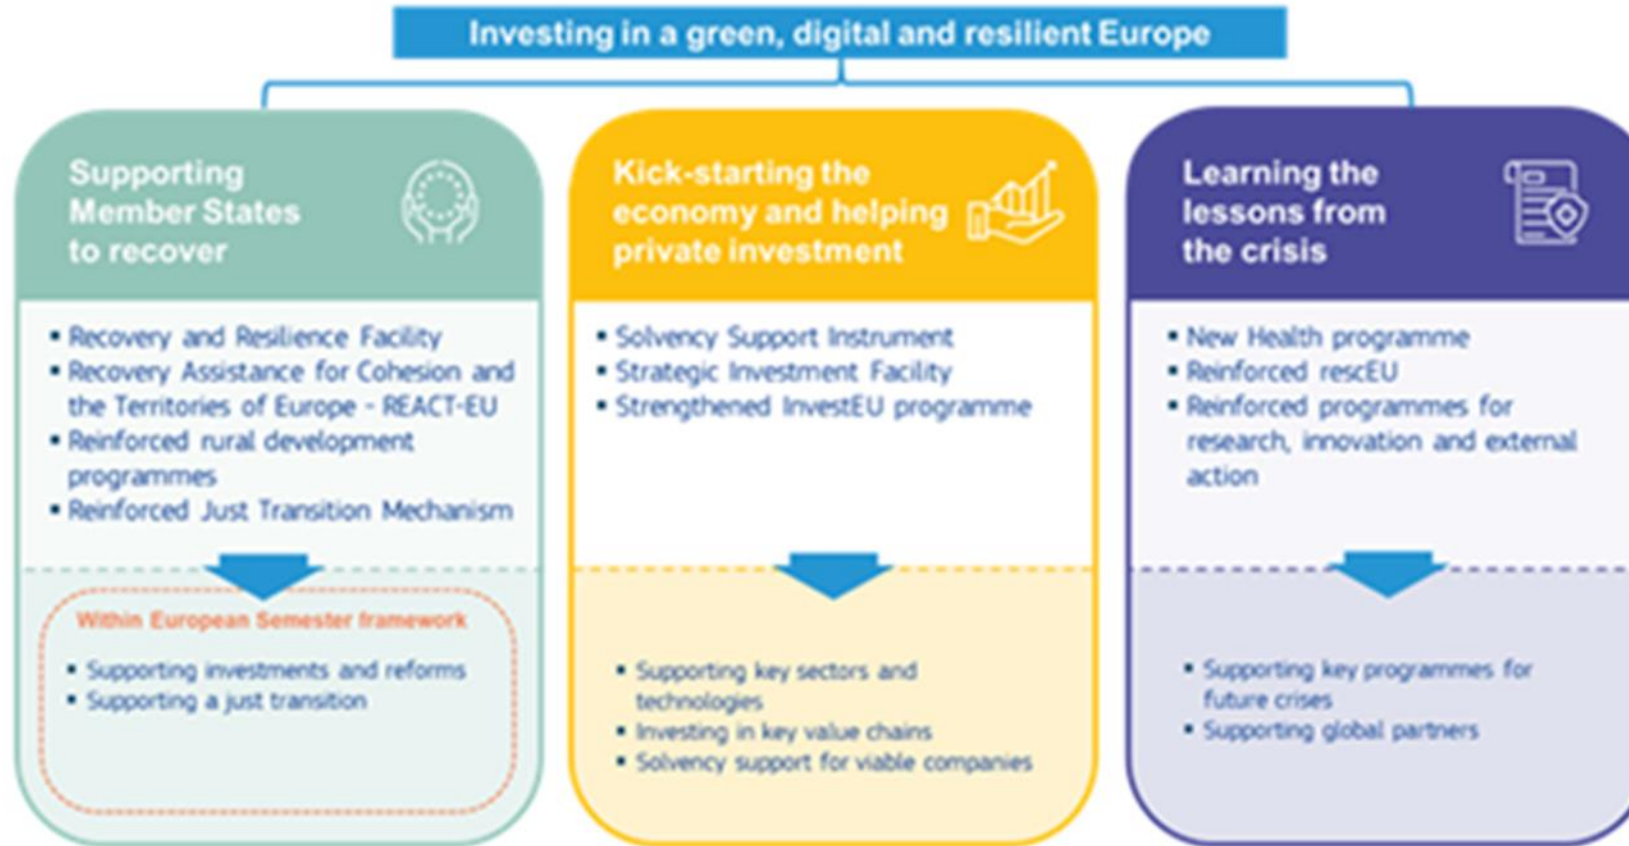 Investing in a green, digital and resilient Europe
Supporting
Member States
to recover
▪ Recovery and Resilience Facility
▪ Recovery Assistance for Cohesion and
the Territories of Europe - REACT-EU
▪ Reinforced rural development
programmes
▪ Reinforced Just Transition Mechanism
Within European Semester framework
▪ Supporting investments and reforms
▪ Supporting a just transition
Kick-starting the
economy and helping
private investment
▪ Solvency Support Instrument
▪ Strategic Investment Facility
▪ Strengthened InvestEU programme
▪ Supporting key sectors and
technologies
▪ Investing in key value chains
▪ Solvency support for viable companies
Learning the
lessons from
the crisis
▪ New Health programme
▪ Reinforced rescEU
▪ Reinforced programmes for
research, innovation and external
action
▪ Supporting key programmes for
future crises
▪ Supporting global partners